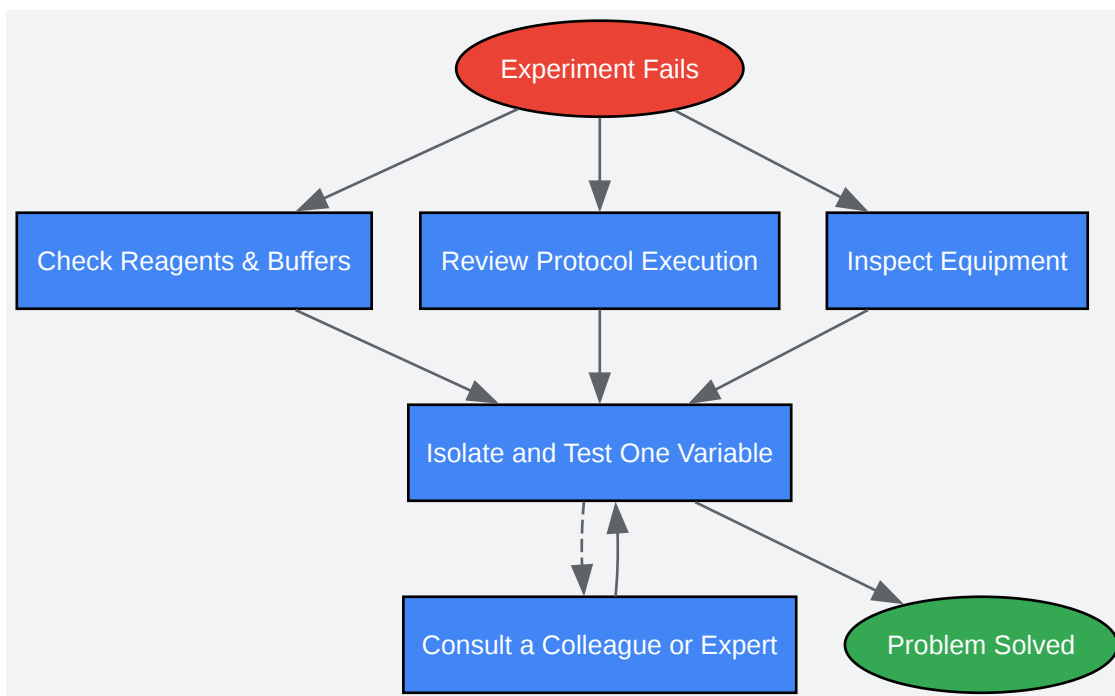 Experiment Fails
Check Reagents & Buffers
Review Protocol Execution
Inspect Equipment
Isolate and Test One Variable
Consult a Colleague or Expert
Problem Solved